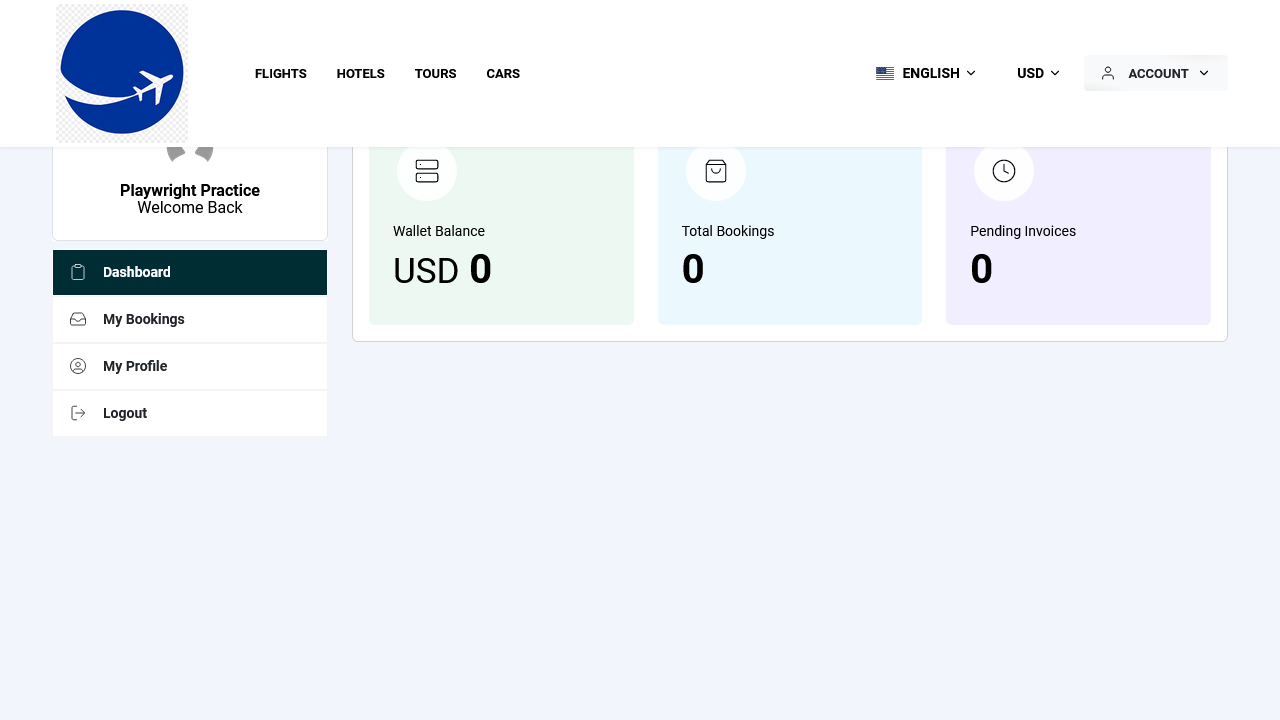 FLIGHTS HOTELS TOURS CARS ENGLISH USD ACCOUNT
Playwright Practice
Welcome Back
Dashboard
My Bookings
My Profile
Logout
Wallet Balance
USD 0
Total Bookings
0
Pending Invoices
0